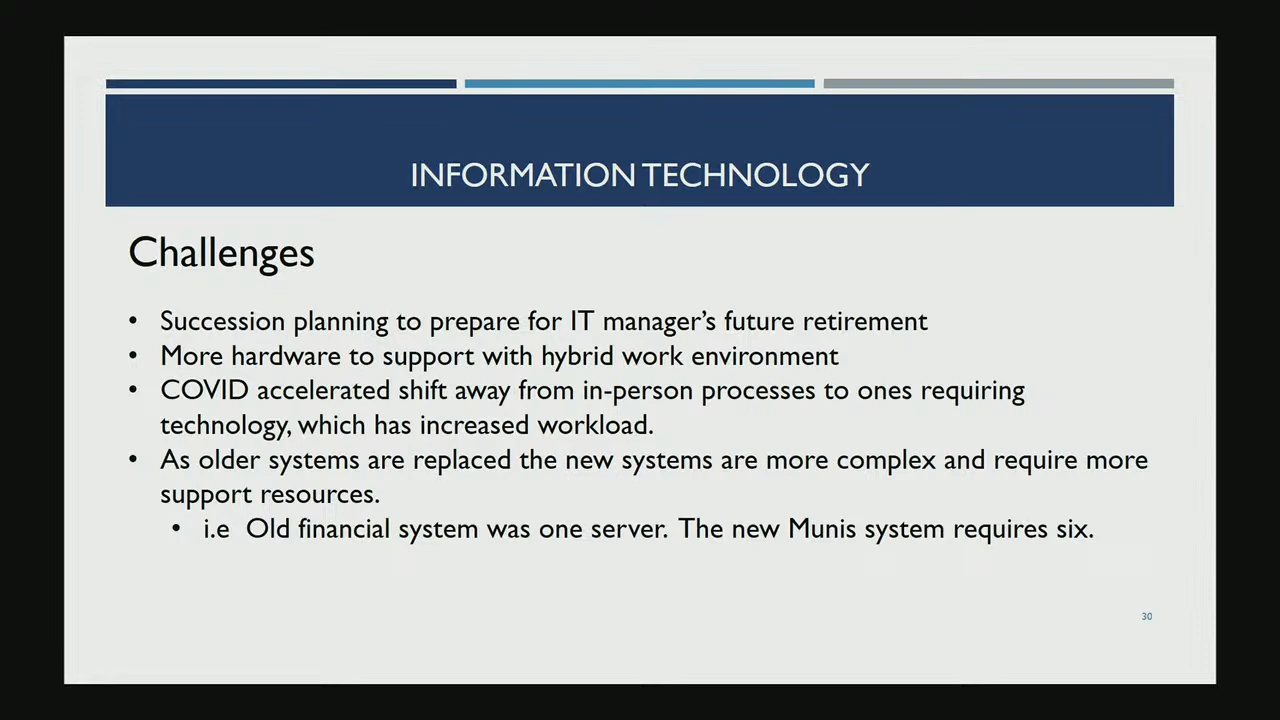 INFORMATION TECHNOLOGY
Challenges
• Succession planning to prepare for IT manager’s future retirement
• More hardware to support with hybrid work environment
• COVID accelerated shift away from in-person processes to ones requiring
technology, which has increased workload.
• As older systems are replaced the new systems are more complex and require more
support resources.
• i.e Old financial system was one server. The new Munis system requires six.
30